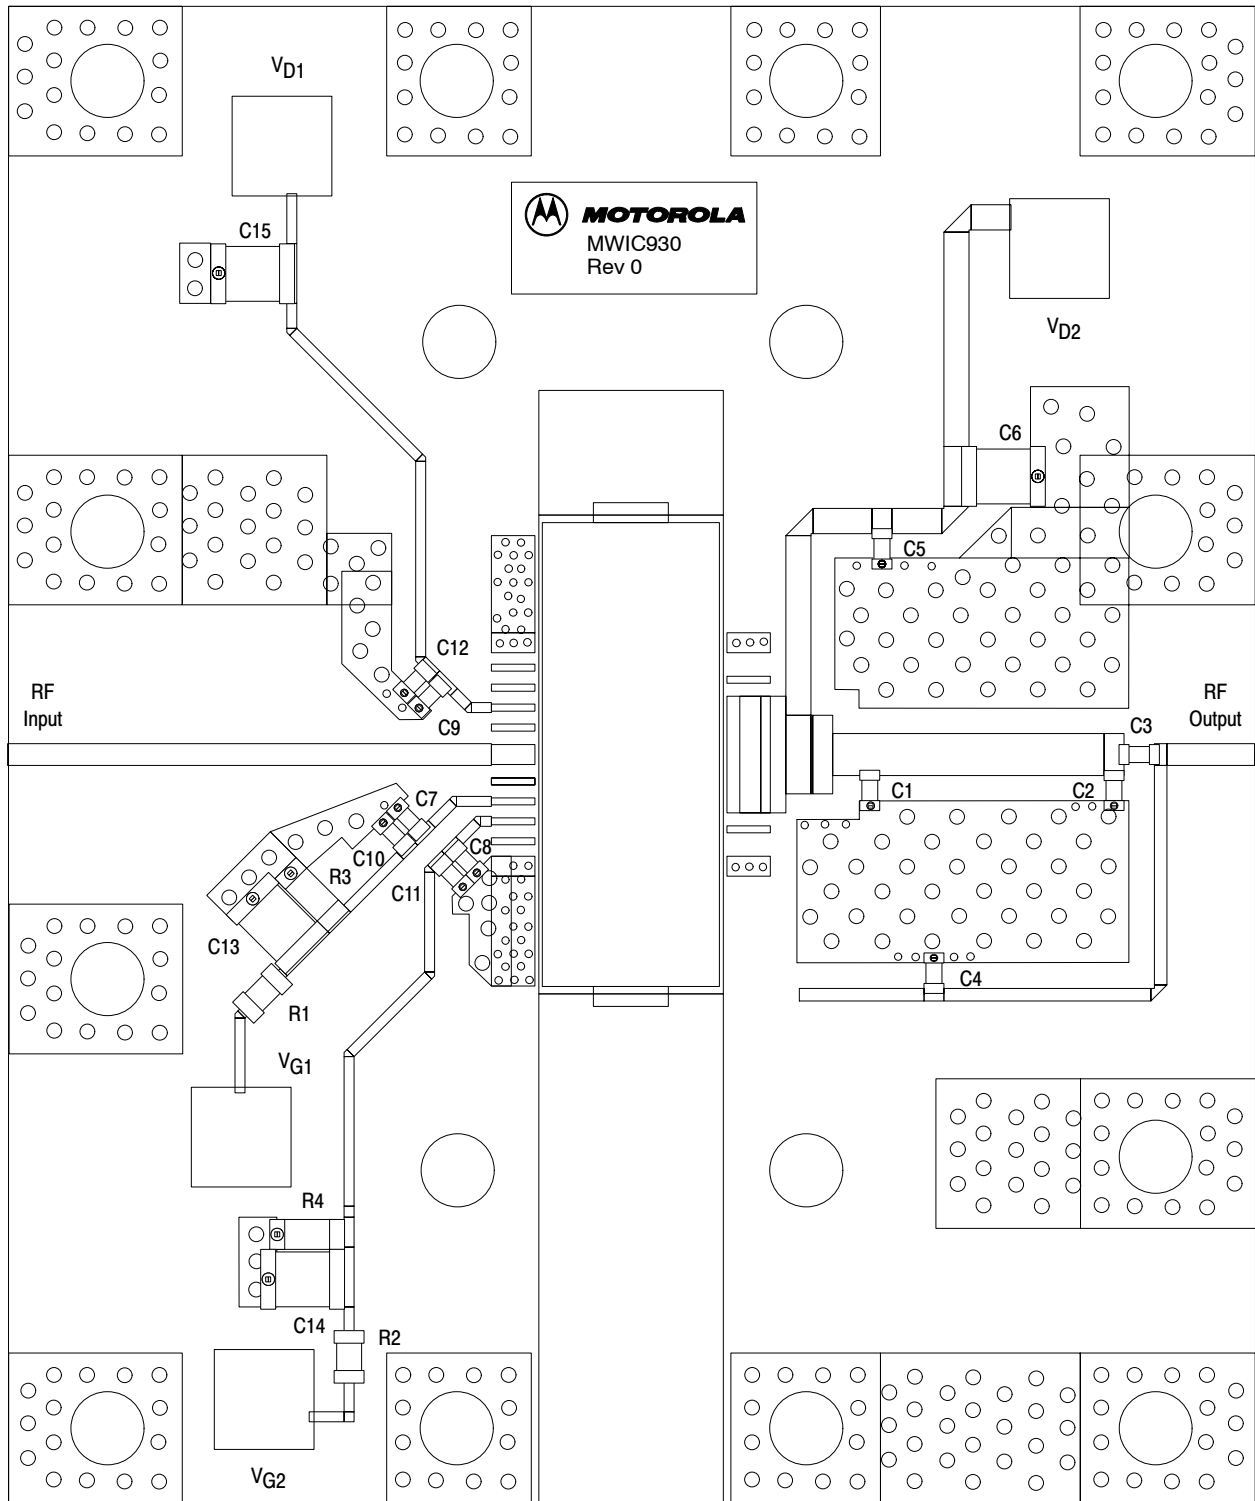 VD1
C15
MOTOROLA
MWIC930
Rev 0
VD2
C6
C5
C12
RF
Input
C9
RF
Output
C3
C7
C1
C2
C10
C8
R3
C11
C13
C4
R1
VG1
R4
C14
R2
VG2